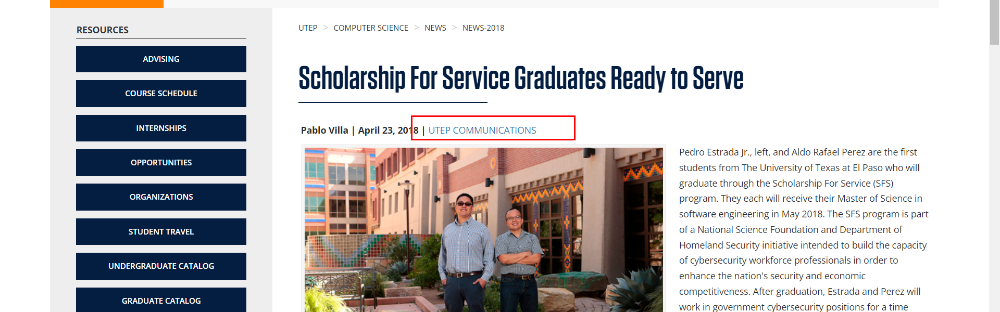 RESOURCES
ADVISING
COURSE SCHEDULE
INTERNSHIPS
OPPORTUNITIES
ORGANIZATIONS
STUDENT TRAVEL
UNDERGRADUATE CATALOG
GRADUATE CATALOG
UTEP > COMPUTER SCIENCE > NEWS > NEWS-2018
Scholarship For Service Graduates Ready to Serve
Pablo Villa | April 23, 2018 | UTEP COMMUNICATIONS
Pedro Estrada Jr., left, and Aldo Rafael Perez are the first
students from The University of Texas at El Paso who will
graduate through the Scholarship For Service (SFS)
program. They each will receive their Master of Science in
software engineering in May 2018. The SFS program is part
of a National Science Foundation and Department of
Homeland Security initiative intended to build the capacity
of cybersecurity workforce professionals in order to
enhance the nation's security and economic
competitiveness. After graduation, Estrada and Perez will
work in government cybersecurity positions for a time